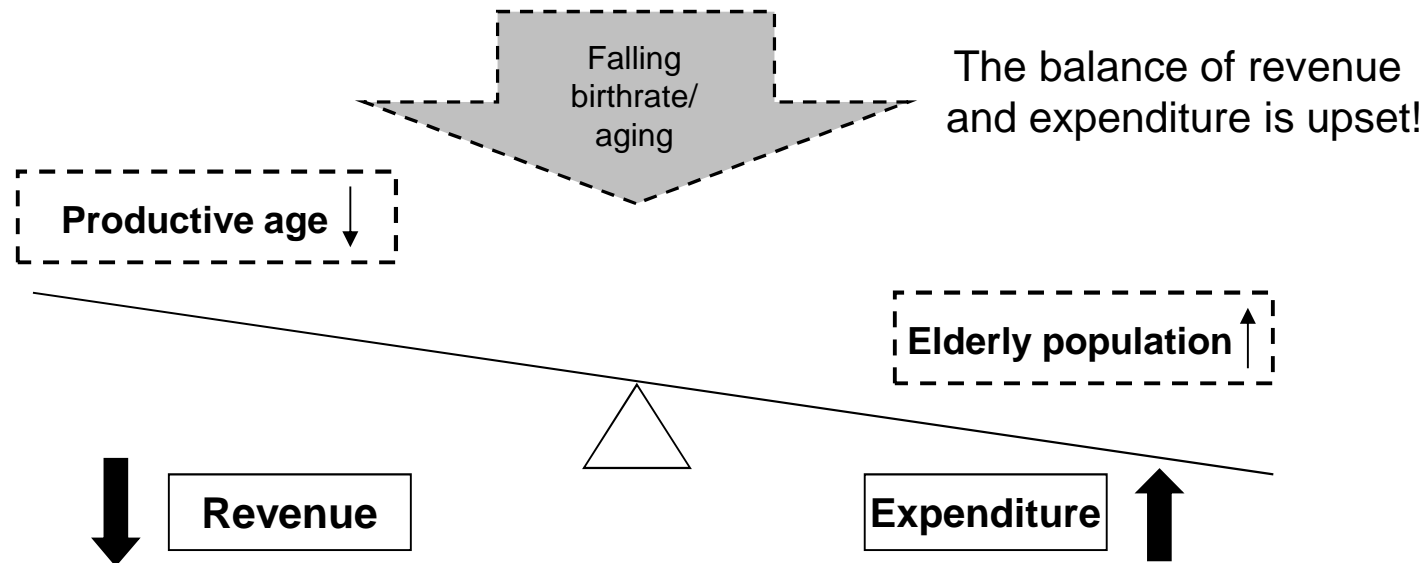 Falling
birthrate/
aging
The balance of revenue
and expenditure is upset!
Productive age
Elderly population
Revenue
Expenditure